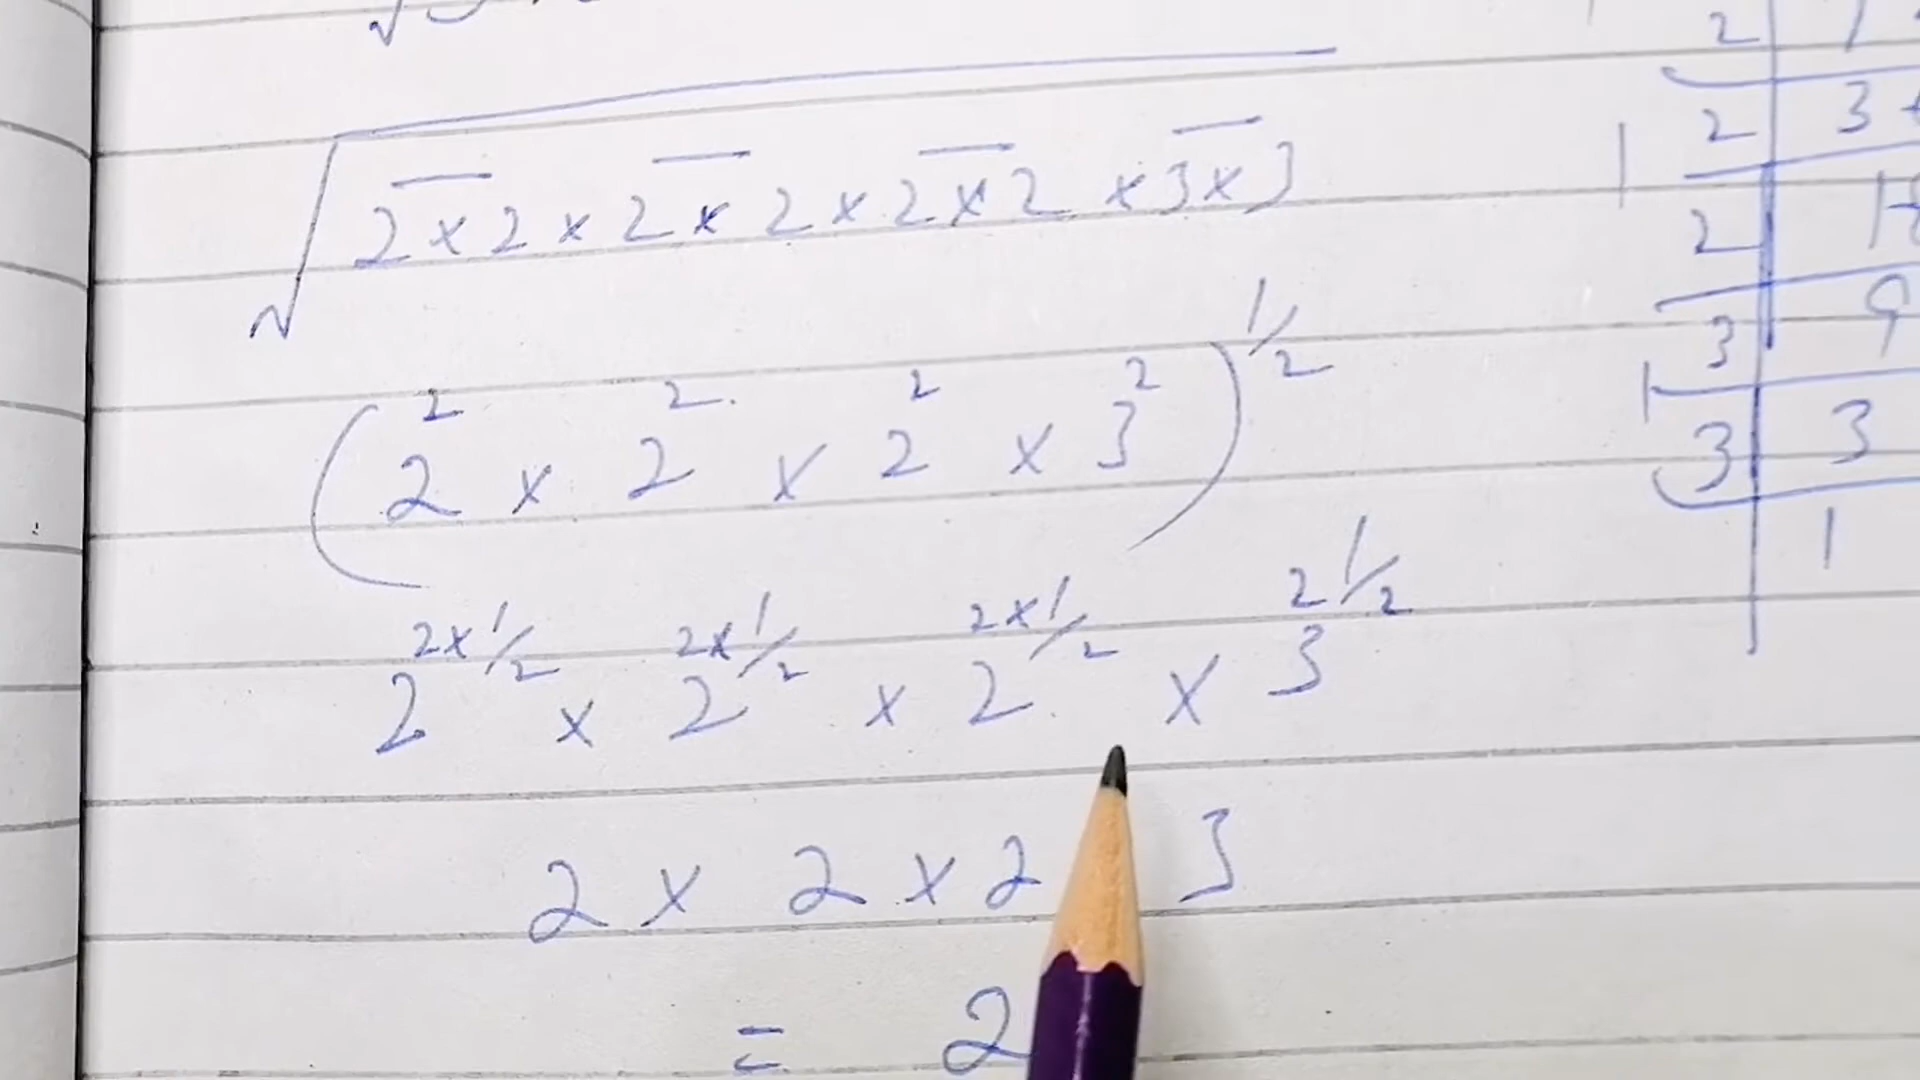 √2×2×2×2×2×2×3×3
(2² × 2² × 2² × 3²)^1/2
2^2×1/2 × 2^2×1/2 × 2^2×1/2 × 3^2 1/2
2 × 2 × 2 3
= 2
2
2 3
2 18
3 9
3 3
1